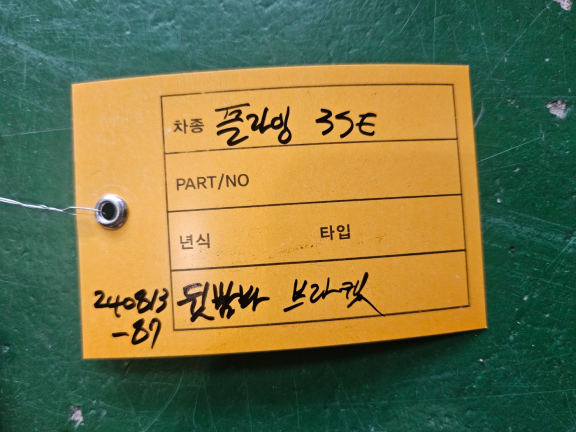 차종 플라잉 35E
PART/NO
년식 타입
뒷밤바 브라켓
240813
-87